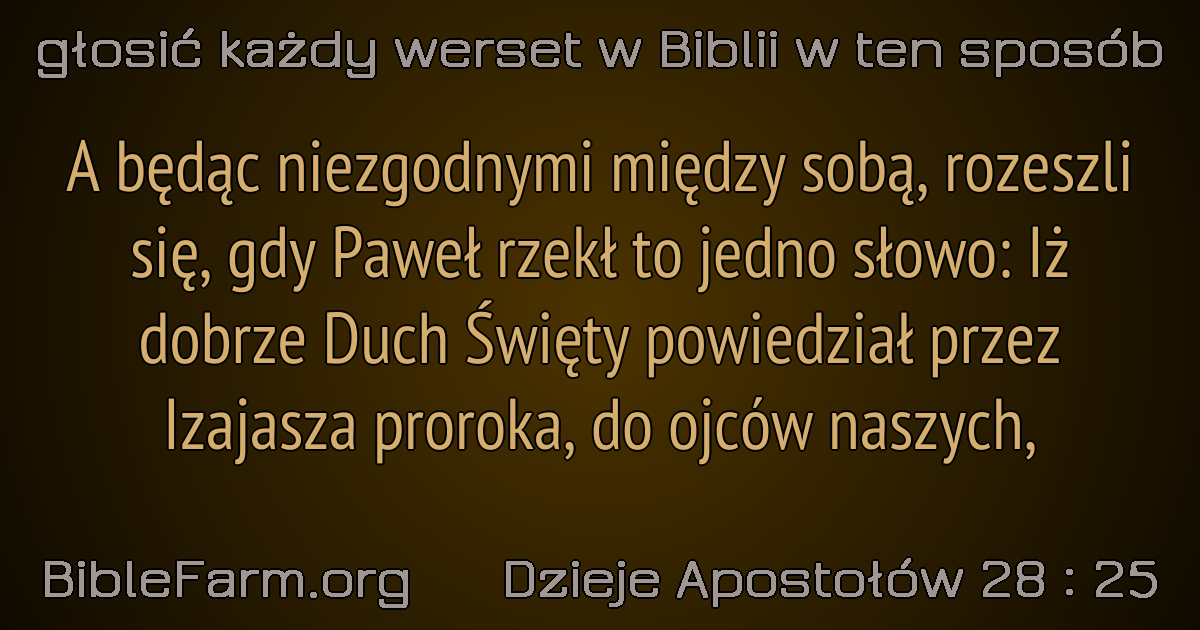 głosić każdy werset w Biblii w ten sposób
A będąc niezgodnymi między sobą, rozeszli
się, gdy Paweł rzekł to jedno słowo: Iż
dobrze Duch Święty powiedział przez
Izajasza proroka, do ojców naszych,
BibleFarm.org Dzieje Apostołów 28 : 25